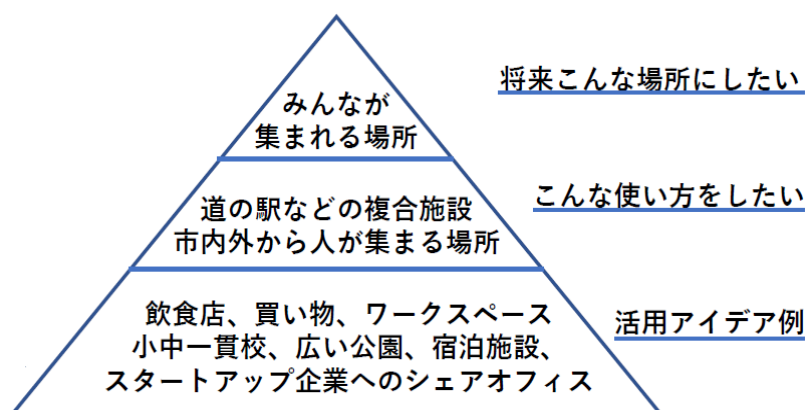 将来こんな場所にしたい
みんなが
集まれる場所
こんな使い方をしたい
道の駅などの複合施設
市内外から人が集まる場所
活用アイデア例
飲食店、買い物、ワークスペース
小中一貫校、広い公園、宿泊施設、
スタートアップ企業へのシェアオフィス